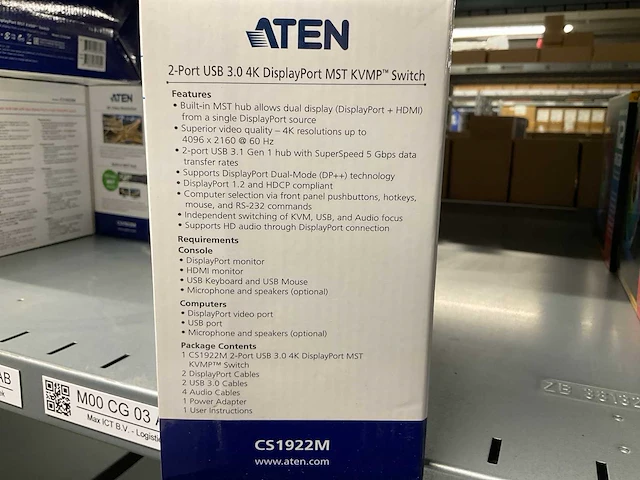 ATEN
2-Port USB 3.0 4K DisplayPort MST KVMP™ Switch
Features
• Built-in MST hub allows dual display (DisplayPort + HDMI)
from a single DisplayPort source
• Superior video quality – 4K resolutions up to
4096 x 2160 @ 60 Hz
• 2-port USB 3.1 Gen 1 hub with SuperSpeed 5 Gbps data
transfer rates
• Supports DisplayPort Dual-Mode (DP++) technology
• DisplayPort 1.2 and HDCP compliant
• Computer selection via front panel pushbuttons, hotkeys,
mouse, and RS-232 commands
• Independent switching of KVM, USB, and Audio focus
• Supports HD audio through DisplayPort connection
Requirements
Console
• DisplayPort monitor
• HDMI monitor
• USB Keyboard and USB Mouse
• Microphone and speakers (optional)
Computers
• DisplayPort video port
• USB port
• Microphone and speakers (optional)
Package Contents
1 CS1922M 2-Port USB 3.0 4K DisplayPort MST
KVMP™ Switch
2 DisplayPort Cables
2 USB 3.0 Cables
4 Audio Cables
1 Power Adapter
1 User Instructions
CS1922M
www.aten.com
ATEN
M00 CG 03
Max ICT B.V. - Logisti
AB